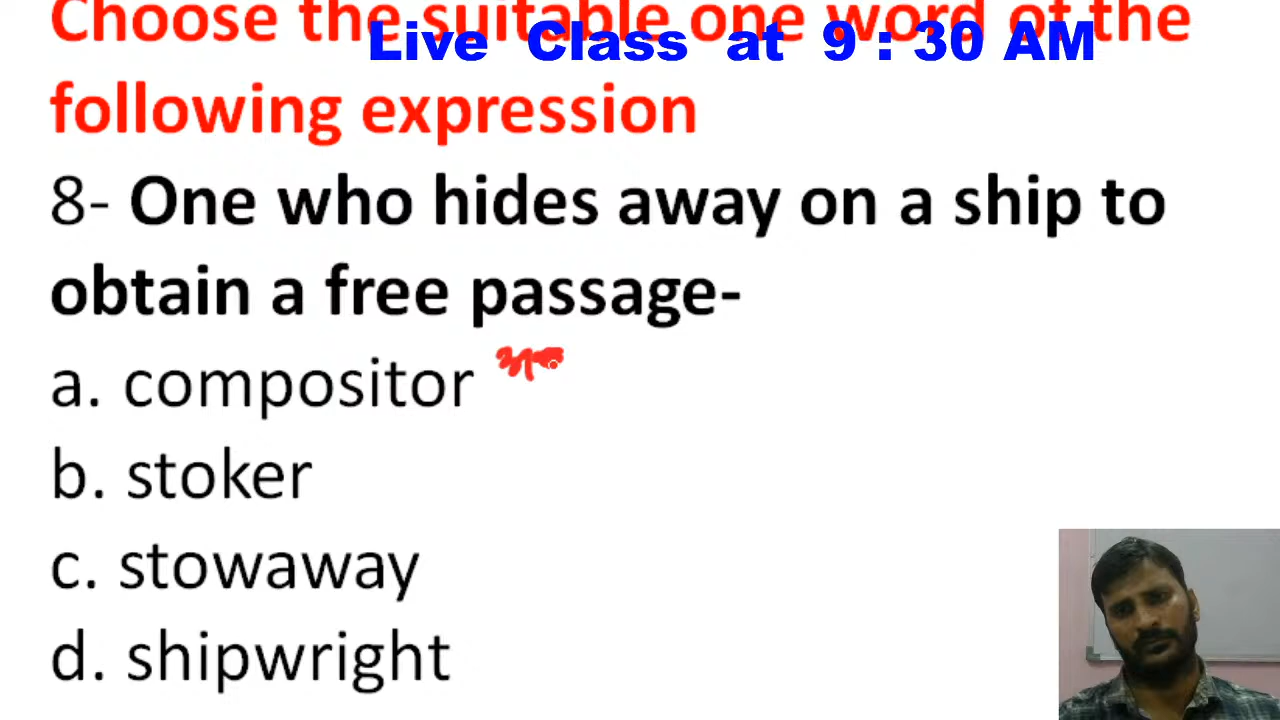 Choose the suitable one word of the
Live Class at 9 : 30 AM
following expression
8- One who hides away on a ship to
obtain a free passage-
a. compositor
b. stoker
c. stowaway
d. shipwright